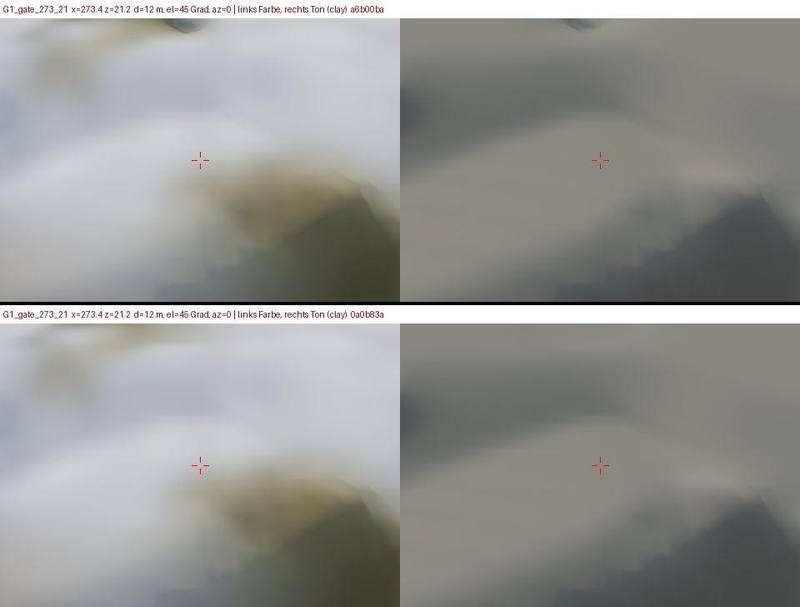 G1_gate_273_21 x=273.4 z=21.2 d=12 m, el=45 Grad, az=0 | links Farbe, rechts Ton (clay) a6b00ba
G1_gate_273_21 x=273.4 z=21.2 d=12 m, el=45 Grad, az=0 | links Farbe, rechts Ton (clay) 0a0b83a